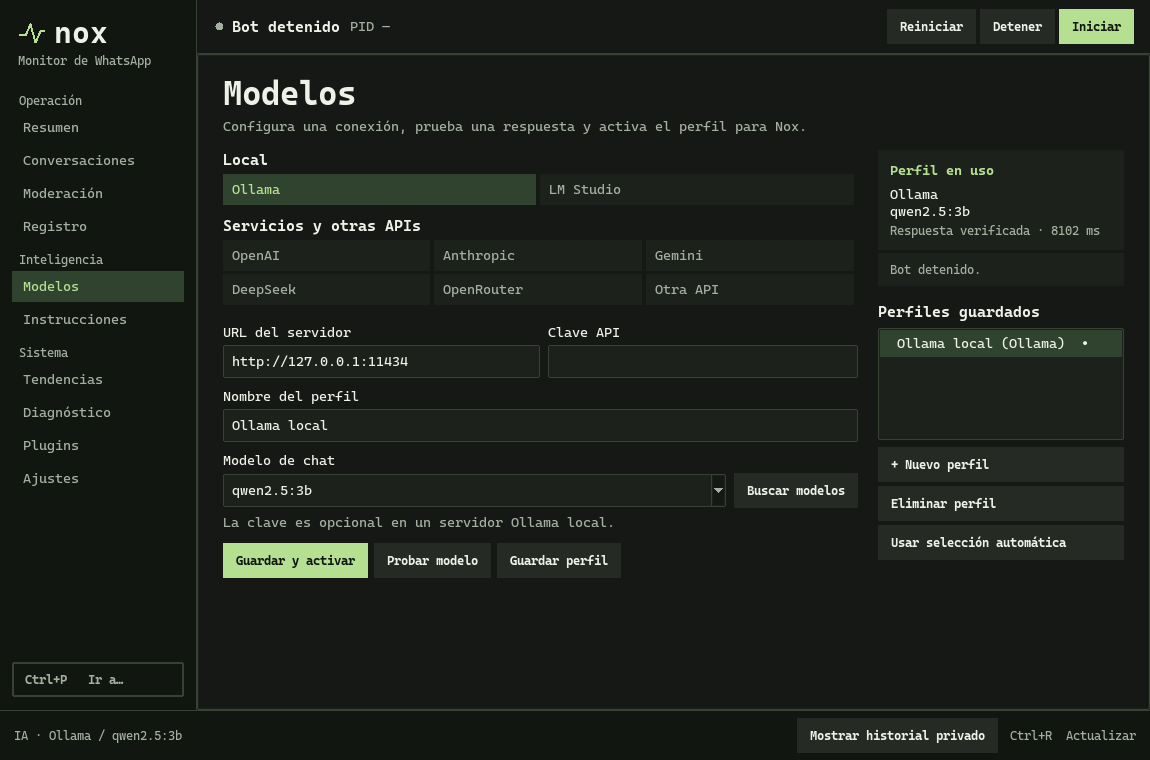 nox
Monitor de WhatsApp
Operación
Resumen
Conversaciones
Moderación
Registro
Inteligencia
Modelos
Instrucciones
Sistema
Tendencias
Diagnóstico
Plugins
Ajustes
Ctrl+P Ir a…
Bot detenido PID —
Reiniciar
Detener
Iniciar
Modelos
Configura una conexión, prueba una respuesta y activa el perfil para Nox.
Local
Ollama
LM Studio
Servicios y otras APIs
OpenAI
Anthropic
Gemini
DeepSeek
OpenRouter
Otra API
URL del servidor
Clave API
http://127.0.0.1:11434
Nombre del perfil
Ollama local
Modelo de chat
qwen2.5:3b
Buscar modelos
La clave es opcional en un servidor Ollama local.
Guardar y activar
Probar modelo
Guardar perfil
Perfil en uso
Ollama
qwen2.5:3b
Respuesta verificada · 8102 ms
Bot detenido.
Perfiles guardados
Ollama local (Ollama) •
+ Nuevo perfil
Eliminar perfil
Usar selección automática
IA · Ollama / qwen2.5:3b
Mostrar historial privado
Ctrl+R Actualizar